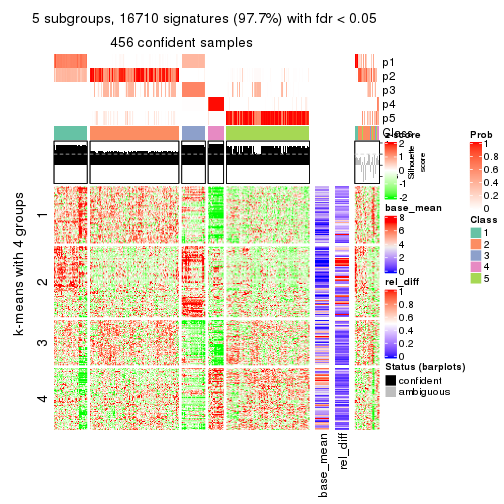 5 subgroups, 16710 signatures (97.7%) with fdr < 0.05
456 confident samples
p1
p2
p3
p4
p5
Class
z-score
2
1
0
-1
-2
Silhouette
score
base_mean
8
6
4
2
0
rel_diff
1
0.8
0.6
0.4
0.2
0
Status (barplots)
confident
ambiguous
Prob
1
0.8
0.6
0.4
0.2
0
Class
1
2
3
4
5
k-means with 4 groups
1
2
3
4
base_mean
rel_diff